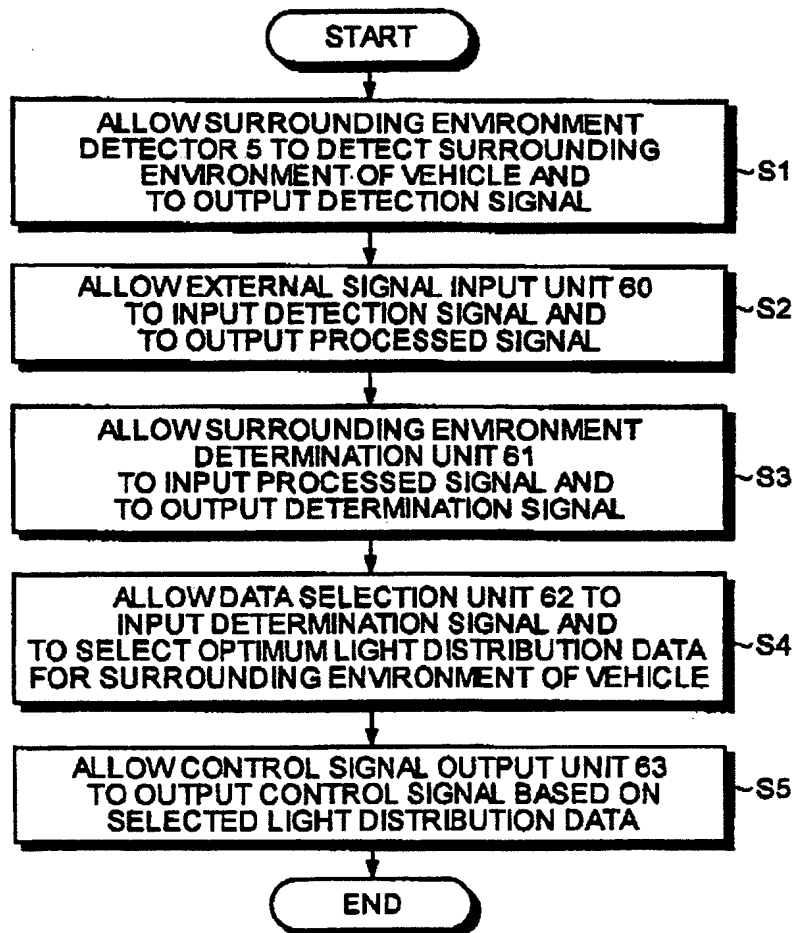 START
ALLOW SURROUNDING ENVIRONMENT
DETECTOR 5 TO DETECT SURROUNDING
ENVIRONMENT OF VEHICLE AND
TO OUTPUT DETECTION SIGNAL
S1
ALLOW EXTERNAL SIGNAL INPUT UNIT 60
TO INPUT DETECTION SIGNAL AND
TO OUTPUT PROCESSED SIGNAL
S2
ALLOW SURROUNDING ENVIRONMENT
DETERMINATION UNIT 61
TO INPUT PROCESSED SIGNAL AND
TO OUTPUT DETERMINATION SIGNAL
S3
ALLOW DATA SELECTION UNIT 62 TO
INPUT DETERMINATION SIGNAL AND
TO SELECT OPTIMUM LIGHT DISTRIBUTION DATA
FOR SURROUNDING ENVIRONMENT OF VEHICLE
S4
ALLOW CONTROL SIGNAL OUTPUT UNIT 63
TO OUTPUT CONTROL SIGNAL BASED ON
SELECTED LIGHT DISTRIBUTION DATA
S5
END